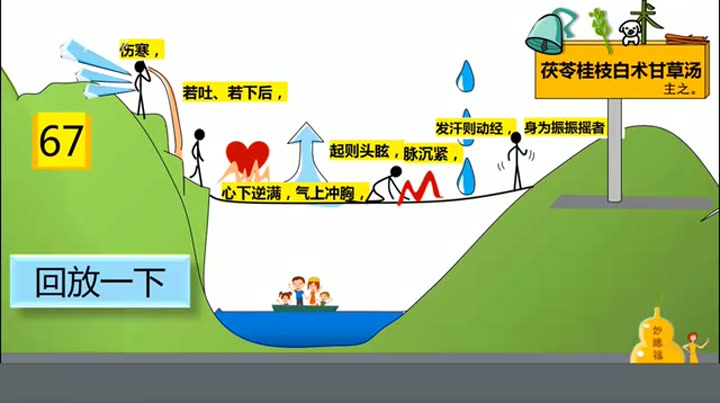 伤寒，
若吐、若下后，
心下逆满，气上冲胸，
起则头眩，脉沉紧，
发汗则动经，身为振振摇者
茯苓桂枝白术甘草汤
主之。
67
回放一下
妙缘福